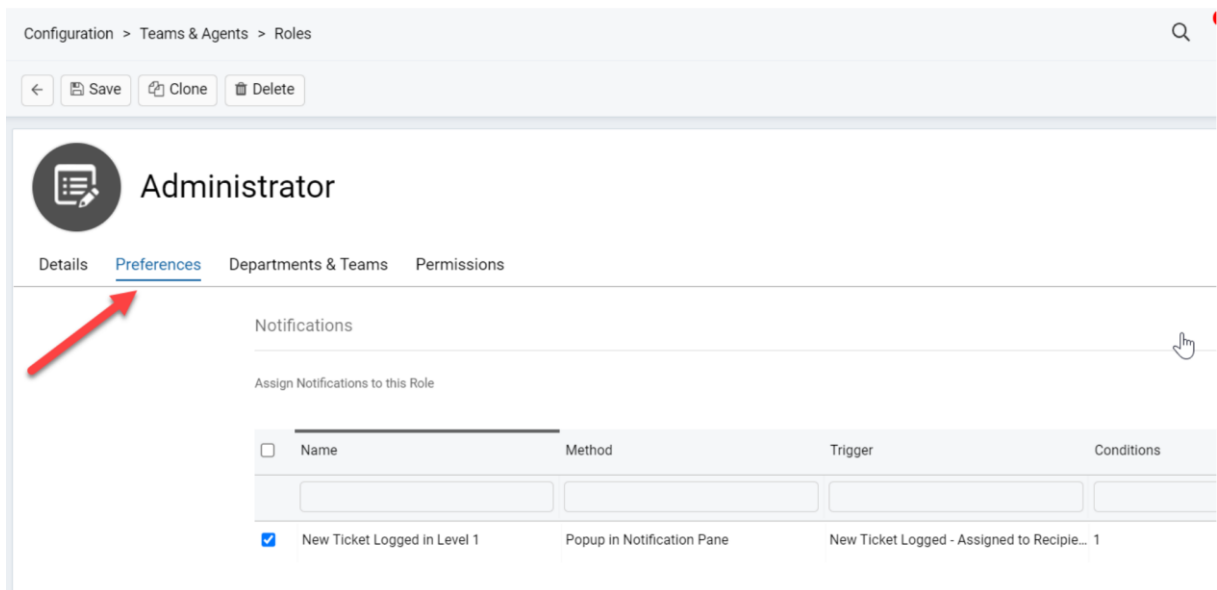 Configuration > Teams & Agents > Roles
Save Clone Delete
Administrator
Details Preferences Departments & Teams Permissions
Notifications
Assign Notifications to this Role
Name Method Trigger Conditions
New Ticket Logged in Level 1 Popup in Notification Pane New Ticket Logged - Assigned to Recipie... 1